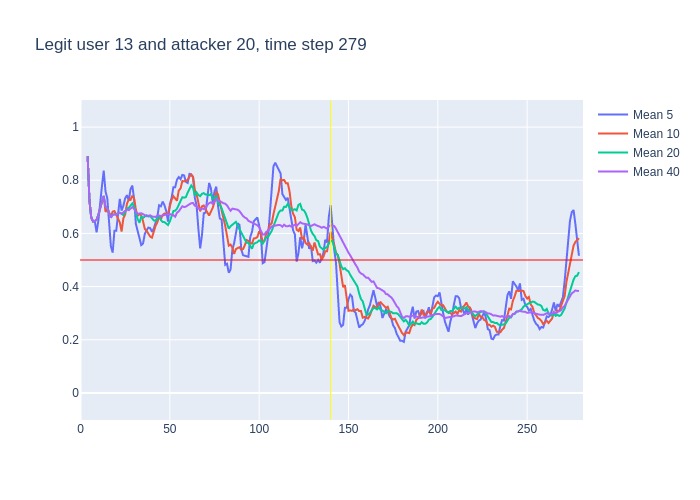 Legit user 13 and attacker 20, time step 279
1
0.8
0.6
0.4
0.2
0
0 50 100 150 200 250
Mean 5
Mean 10
Mean 20
Mean 40